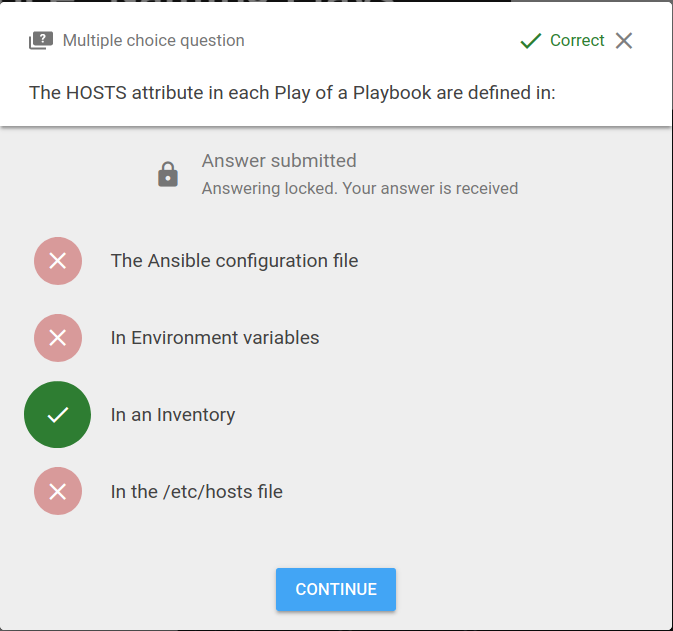 Multiple choice question
Correct
The HOSTS attribute in each Play of a Playbook are defined in:
Answer submitted
Answering locked. Your answer is received
The Ansible configuration file
In Environment variables
In an Inventory
In the /etc/hosts file
CONTINUE